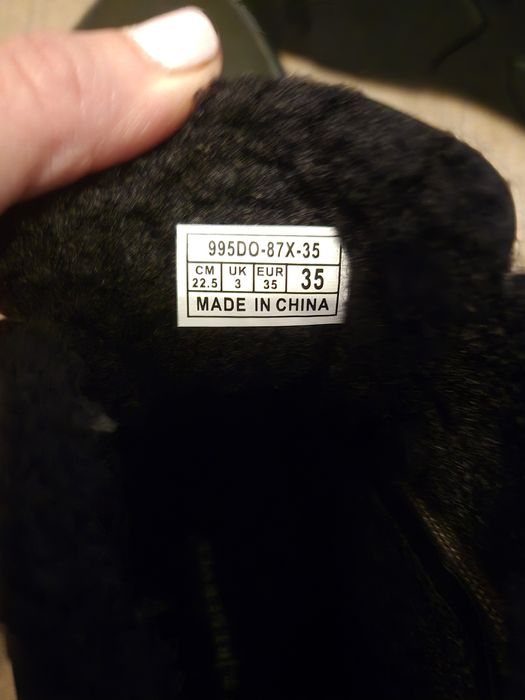 995DO-87X-35
CM UK EUR 35
22.5 3 35
MADE IN CHINA